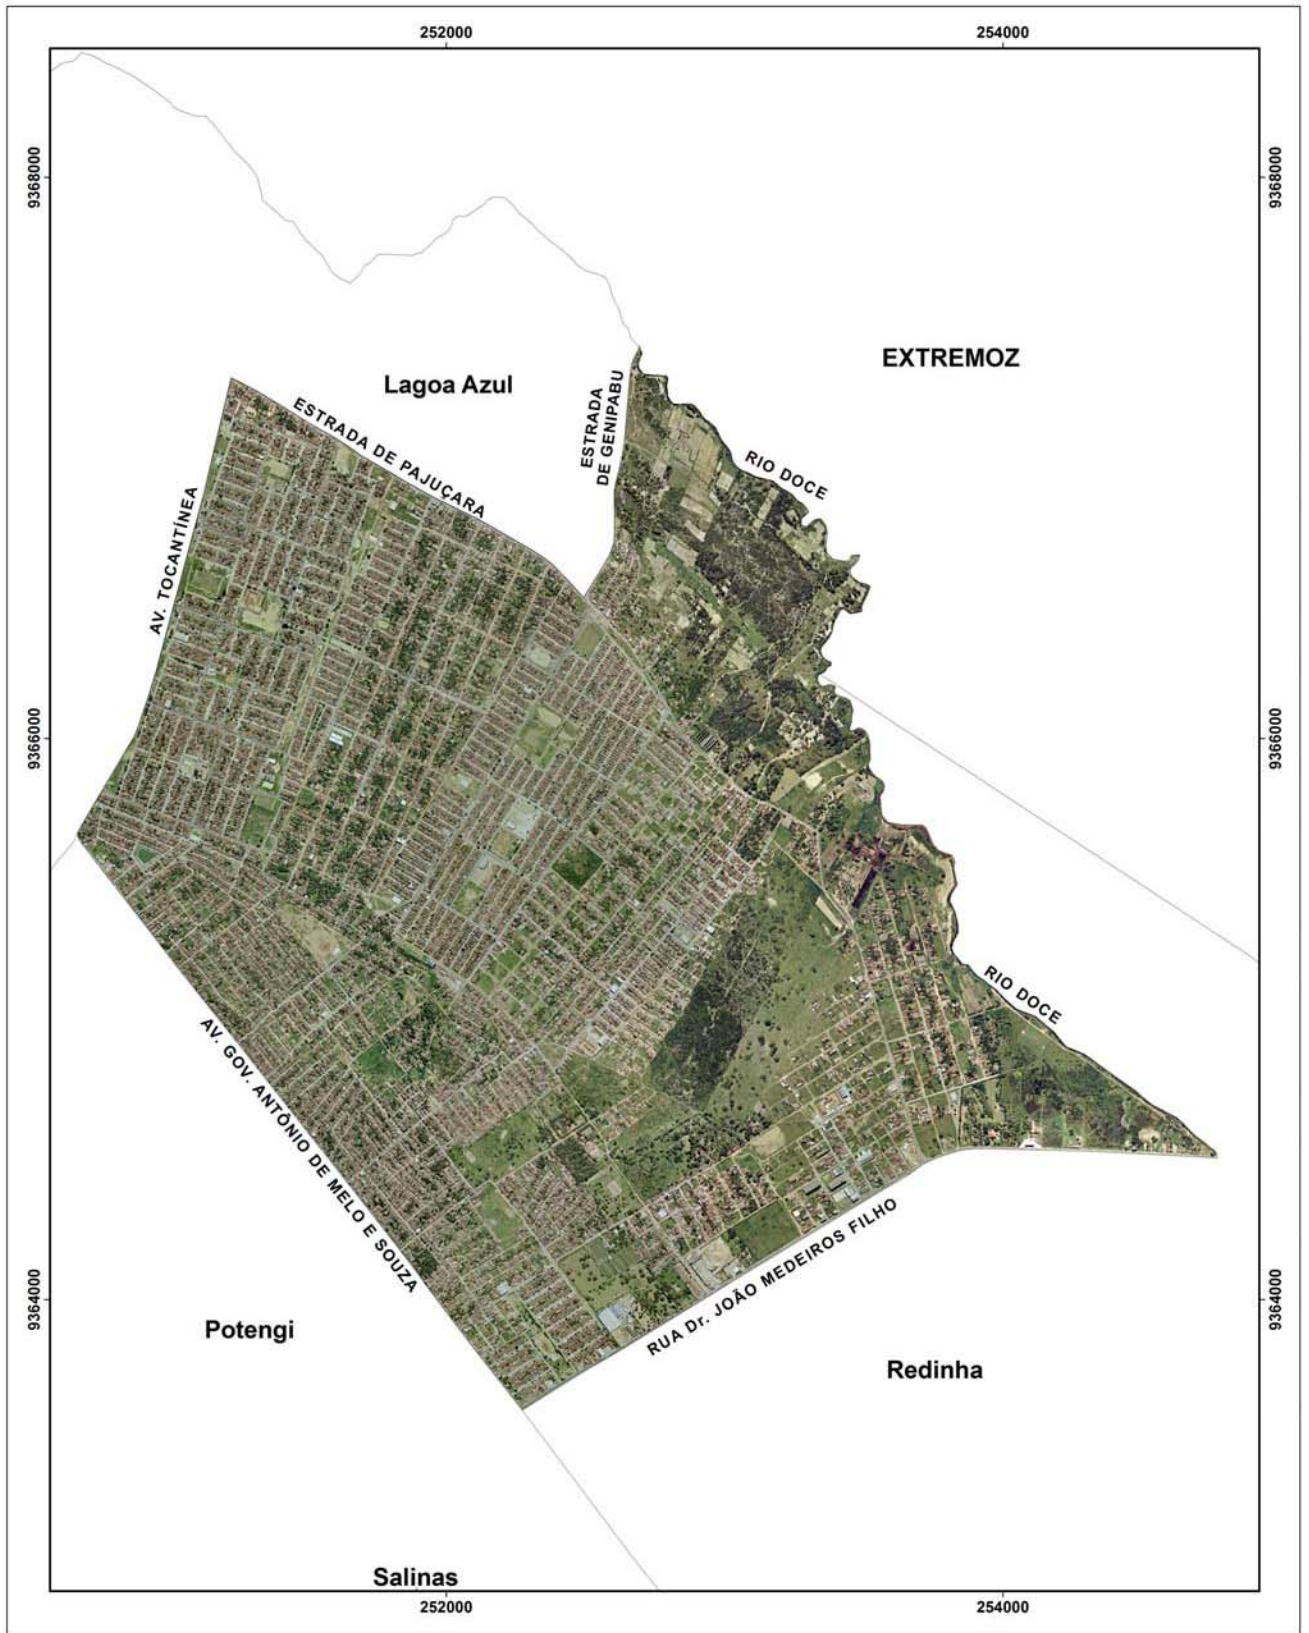 252000
254000
9368000
9368000
EXTREMOZ
Lagoa Azul
ESTRADA
DE GENIPABU
ESTRADA DE PAJUÇARA
RIO DOCE
AV. TOCANTÍNEA
9366000
9366000
RIO DOCE
AV. GOV. ANTÔNIO DE MELO E SOUZA
RUA Dr. JOÃO MEDEIROS FILHO
9364000
9364000
Potengi
Redinha
Salinas
252000
254000